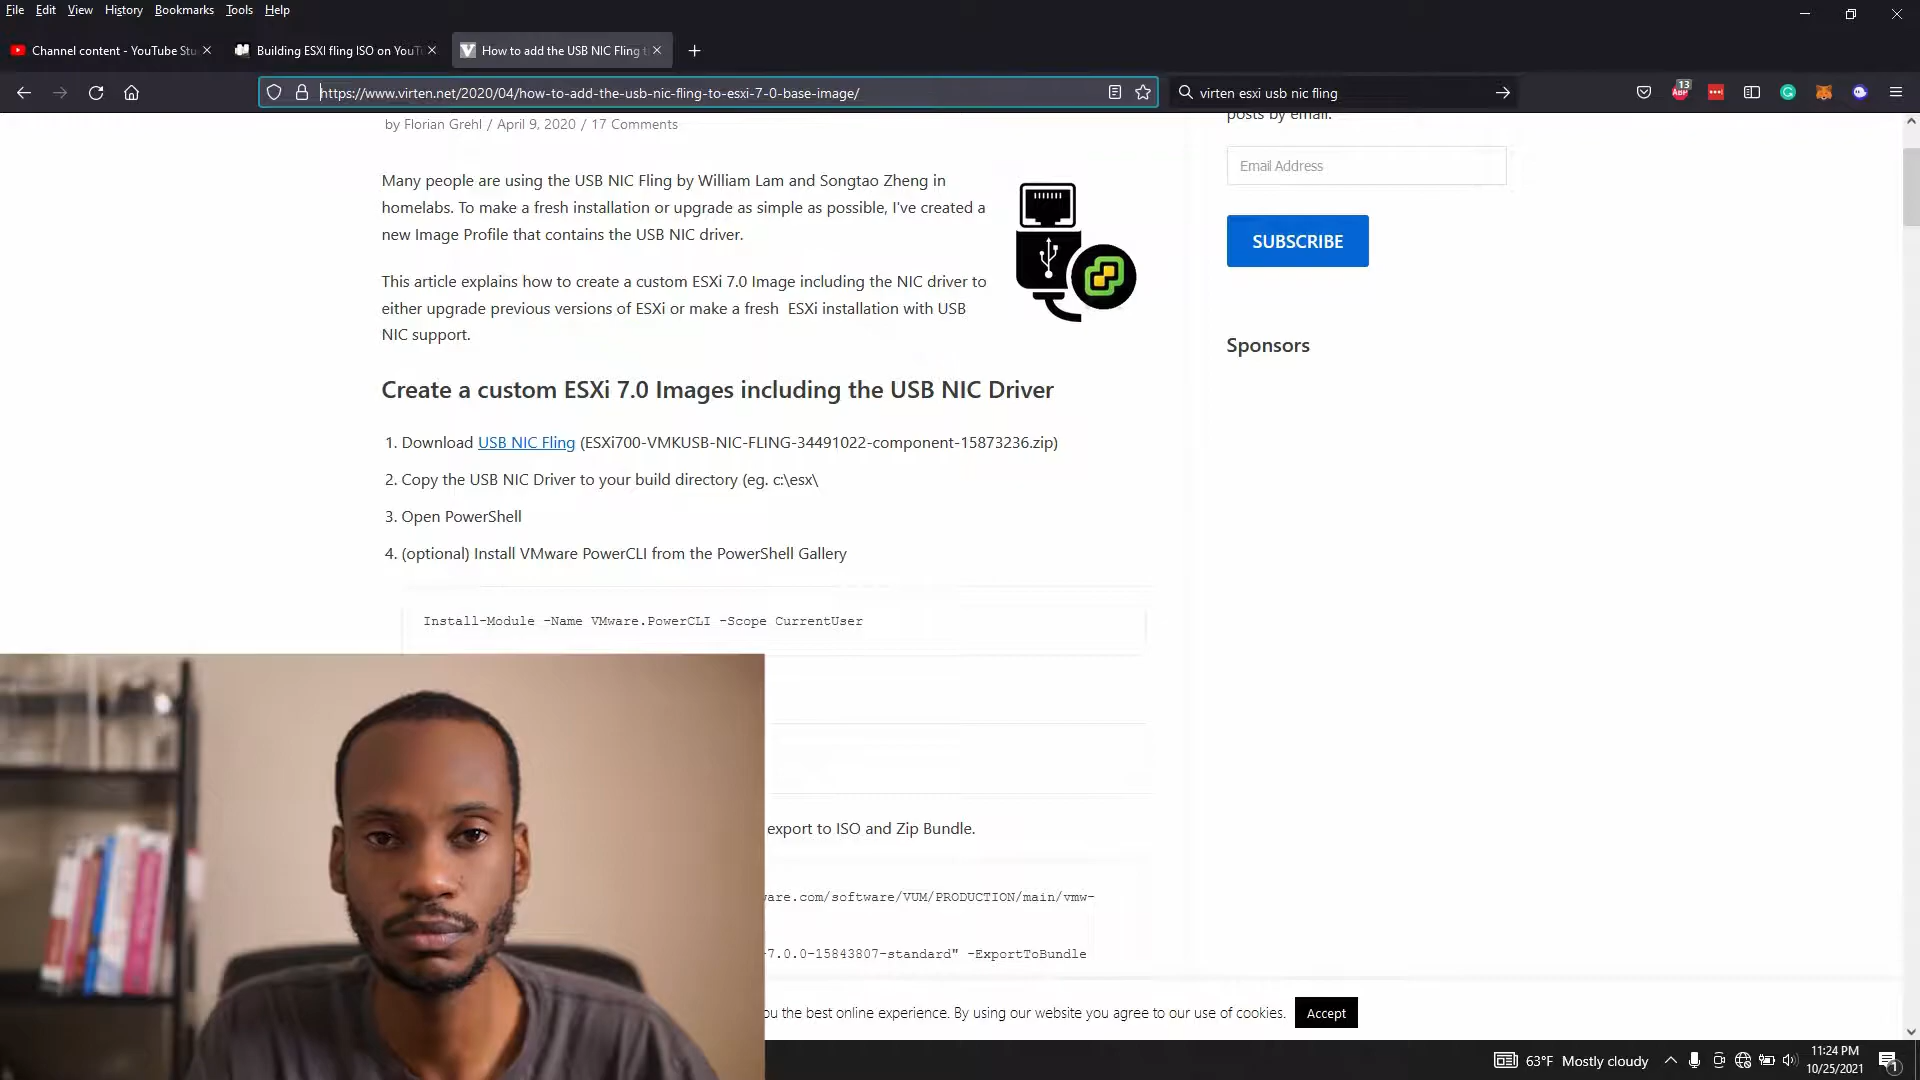 File Edit View History Bookmarks Tools Help
Channel content - YouTube Stu
Building ESXI fling ISO on YouT
How to add the USB NIC Fling t
https://www.virten.net/2020/04/how-to-add-the-usb-nic-fling-to-esxi-7-0-base-image/
virten esxi usb nic fling
13
ABP
by Florian Grehl / April 9, 2020 / 17 Comments
Many people are using the USB NIC Fling by William Lam and Songtao Zheng in
homelabs. To make a fresh installation or upgrade as simple as possible, I've created a
new Image Profile that contains the USB NIC driver.
This article explains how to create a custom ESXi 7.0 Image including the NIC driver to
either upgrade previous versions of ESXi or make a fresh ESXi installation with USB
NIC support.
Create a custom ESXi 7.0 Images including the USB NIC Driver
1. Download USB NIC Fling (ESXi700-VMKUSB-NIC-FLING-34491022-component-15873236.zip)
2. Copy the USB NIC Driver to your build directory (eg. c:\esx\
3. Open PowerShell
4. (optional) Install VMware PowerCLI from the PowerShell Gallery
Install-Module -Name VMware.PowerCLI -Scope CurrentUser
export to ISO and Zip Bundle.
ware.com/software/VUM/PRODUCTION/main/vmw-
-7.0.0-15843807-standard" -ExportToBundle
posts by email.
Email Address
SUBSCRIBE
Sponsors
ou the best online experience. By using our website you agree to our use of cookies.
Accept
63°F Mostly cloudy
11:24 PM
10/25/2021
1